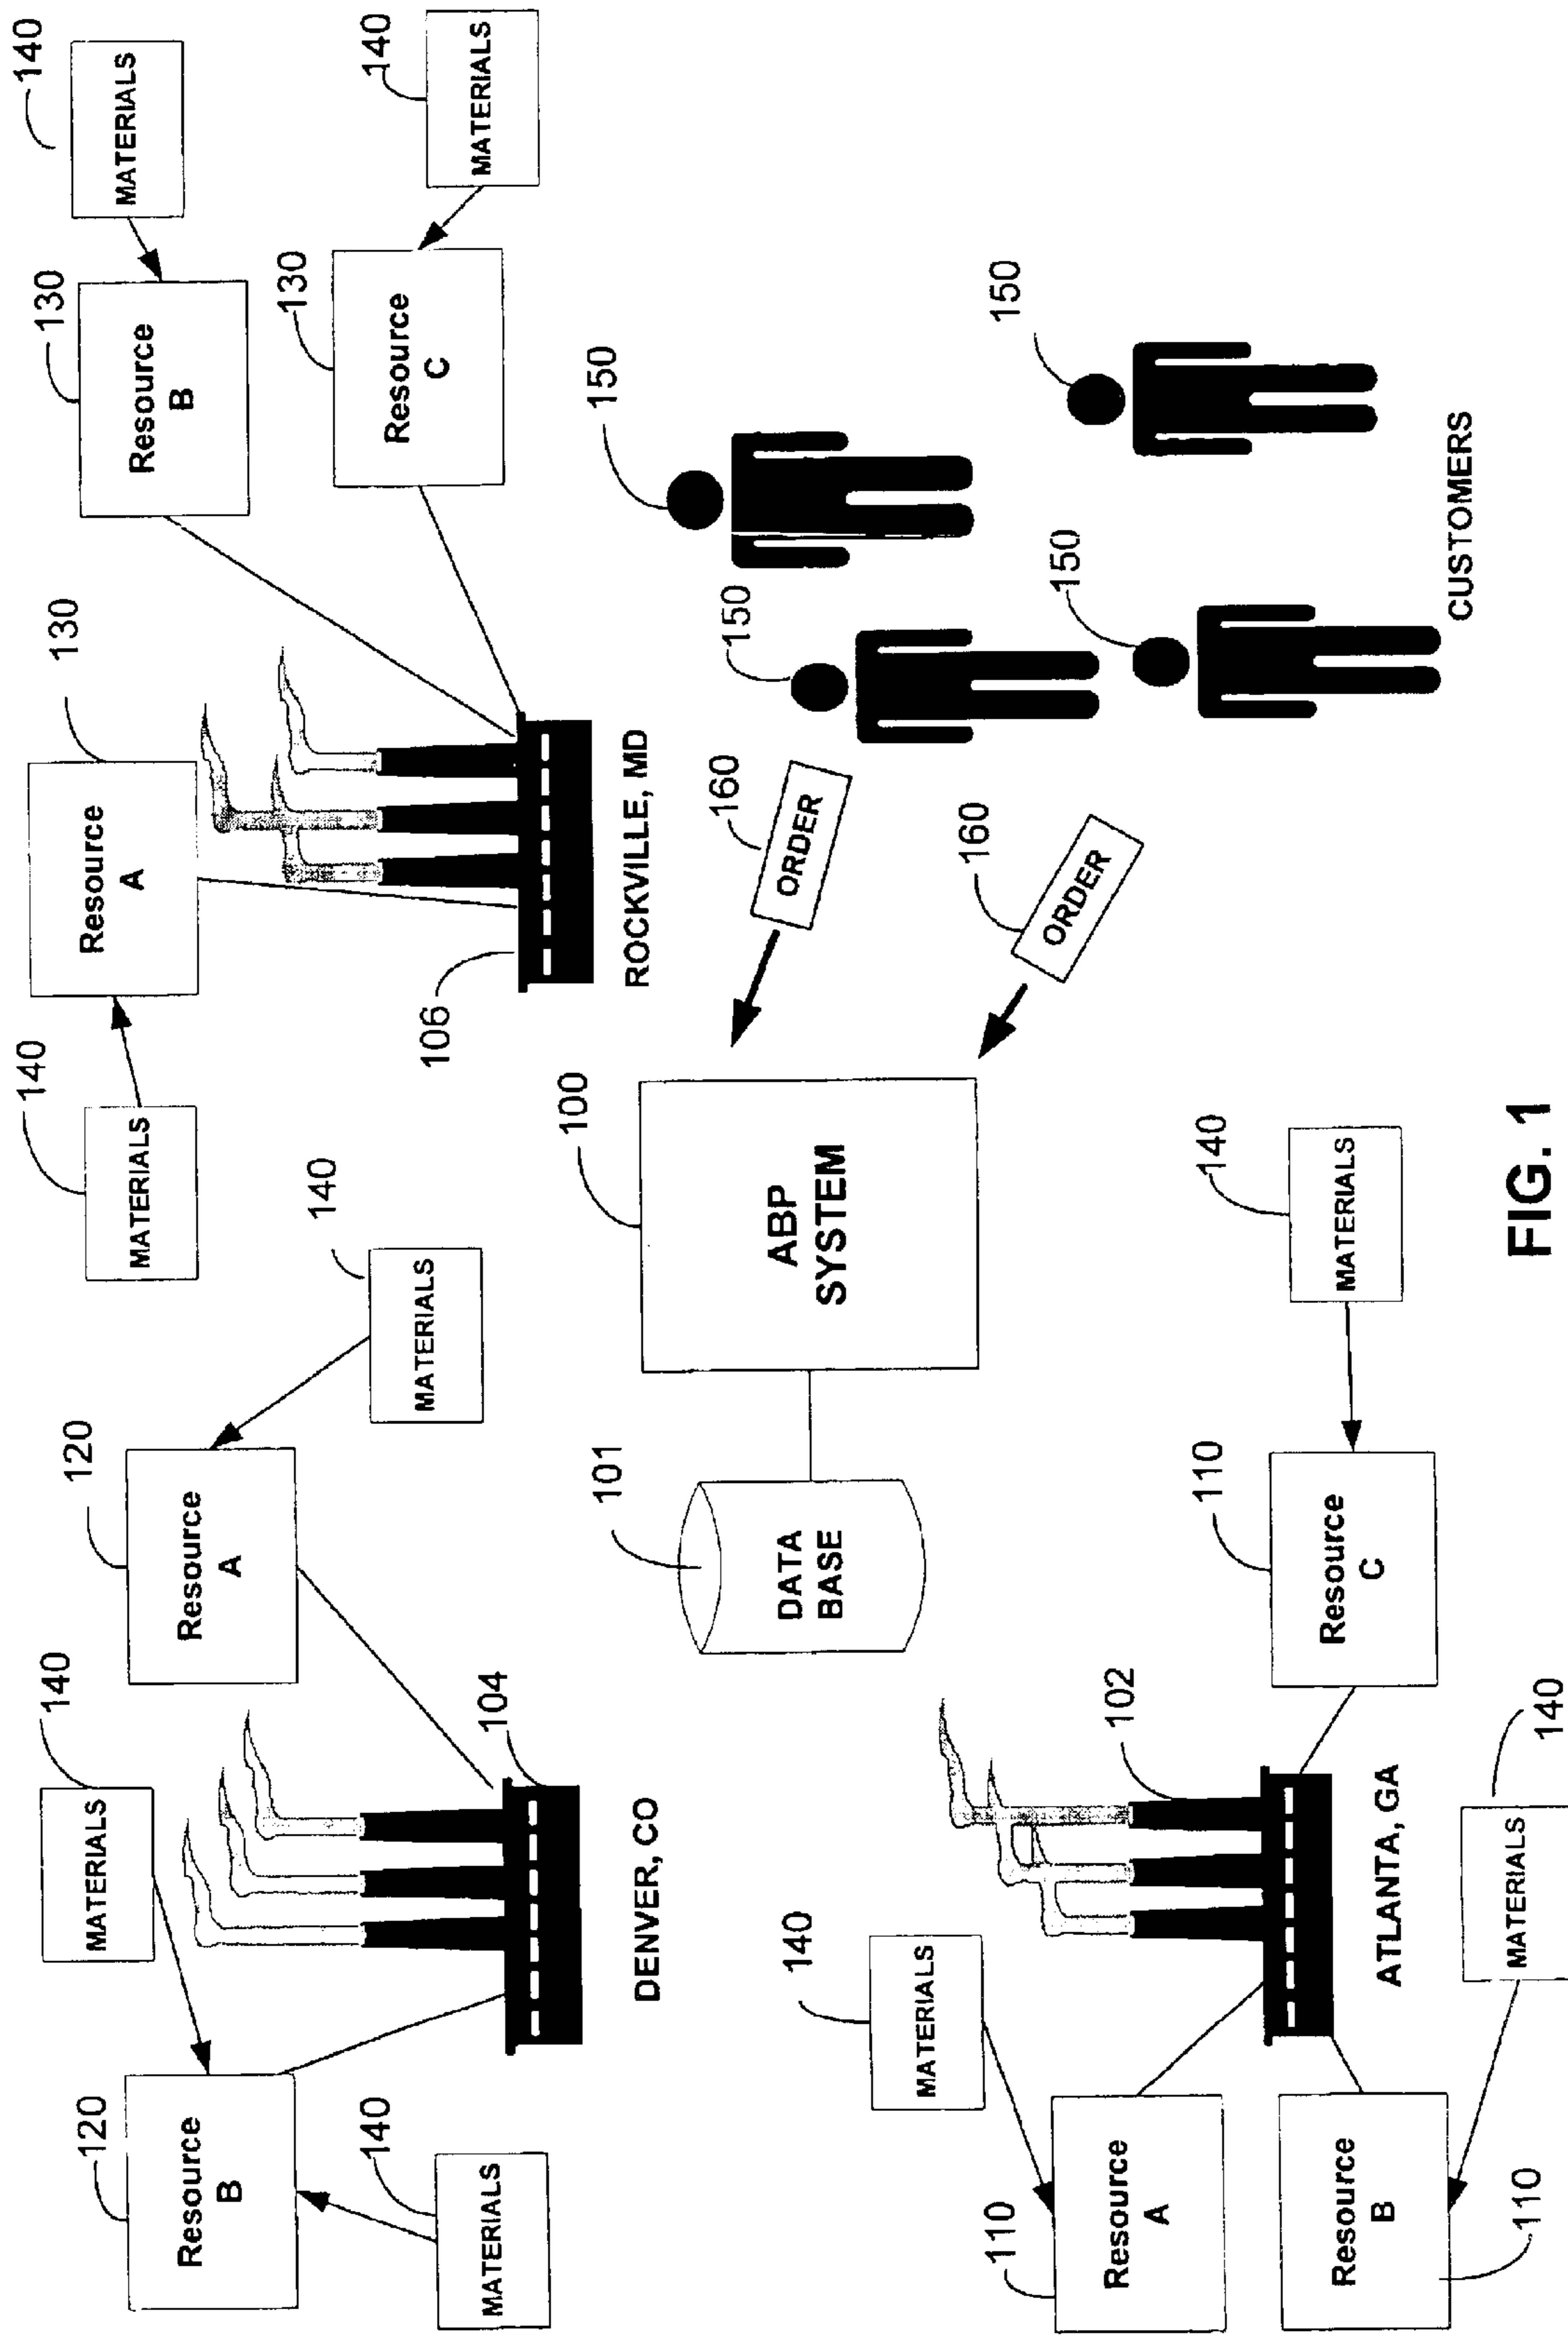 140
MATERIALS
120
Resource
B
140
MATERIALS
140
MATERIALS
120
Resource
A
104
DENVER, CO
140
MATERIALS
130
Resource
A
106
ROCKVILLE, MD
140
MATERIALS
130
Resource
B
140
MATERIALS
130
Resource
C
140
MATERIALS
101
DATA
BASE
100
ABP
SYSTEM
160
ORDER
160
ORDER
150
150
150
150
CUSTOMERS
140
MATERIALS
110
Resource
A
102
ATLANTA, GA
110
Resource
B
140
MATERIALS
110
Resource
C
140
MATERIALS
FIG. 1